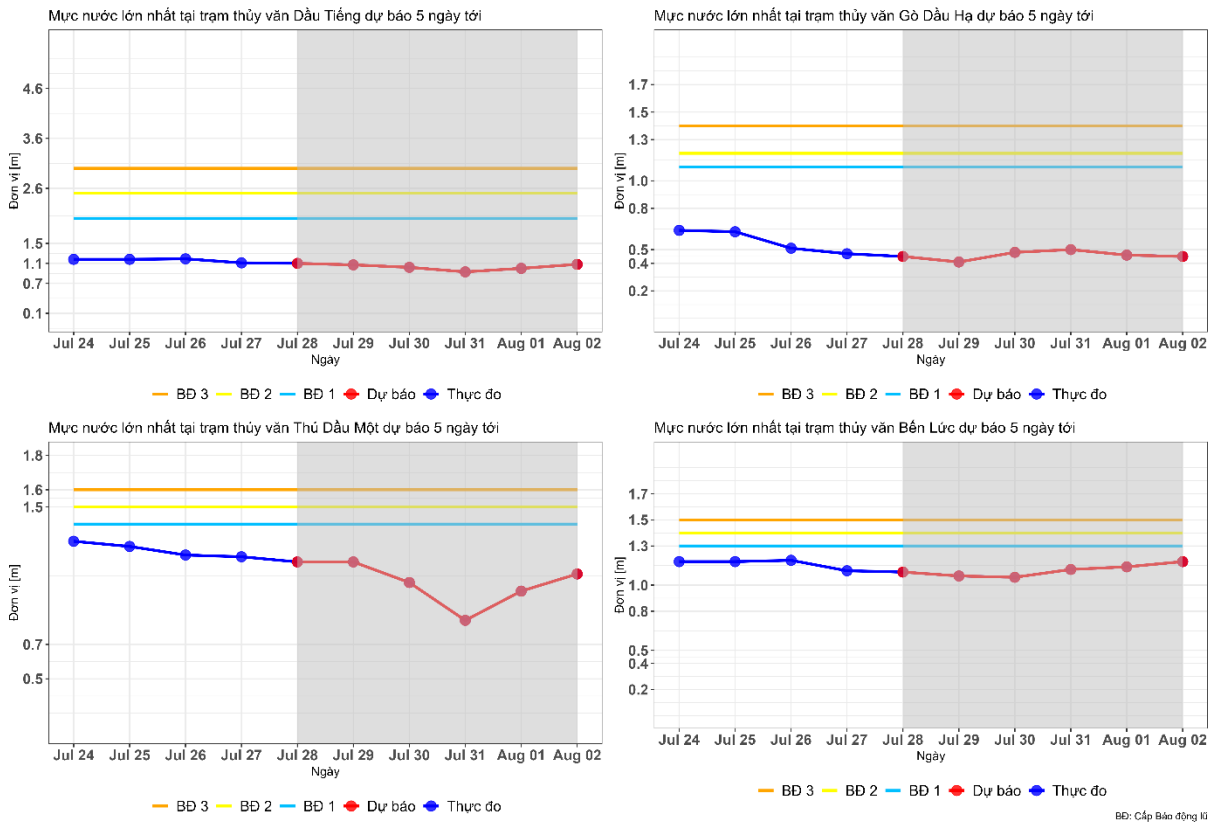 Mực nước lớn nhất tại trạm thủy văn Dầu Tiếng dự báo 5 ngày tới
Đơn vị [m]
4.6
3.6
2.6
1.5
1.1
0.7
0.1
Jul 24 Jul 25 Jul 26 Jul 27 Jul 28 Jul 29 Jul 30 Jul 31 Aug 01 Aug 02
Ngày
BĐ 3 BĐ 2 BĐ 1 Dự báo Thực đo
Mực nước lớn nhất tại trạm thủy văn Gò Dầu Hạ dự báo 5 ngày tới
Đơn vị [m]
1.7
1.5
1.3
1.0
0.8
0.5
0.4
0.2
Jul 24 Jul 25 Jul 26 Jul 27 Jul 28 Jul 29 Jul 30 Jul 31 Aug 01 Aug 02
Ngày
BĐ 3 BĐ 2 BĐ 1 Dự báo Thực đo
Mực nước lớn nhất tại trạm thủy văn Thủ Dầu Một dự báo 5 ngày tới
Đơn vị [m]
1.8
1.6
1.5
0.7
0.5
Jul 24 Jul 25 Jul 26 Jul 27 Jul 28 Jul 29 Jul 30 Jul 31 Aug 01 Aug 02
Ngày
BĐ 3 BĐ 2 BĐ 1 Dự báo Thực đo
Mực nước lớn nhất tại trạm thủy văn Bến Lức dự báo 5 ngày tới
Đơn vị [m]
1.7
1.5
1.3
1.0
0.8
0.5
0.4
0.2
Jul 24 Jul 25 Jul 26 Jul 27 Jul 28 Jul 29 Jul 30 Jul 31 Aug 01 Aug 02
Ngày
BĐ 3 BĐ 2 BĐ 1 Dự báo Thực đo
BĐ: Cấp Báo động lũ